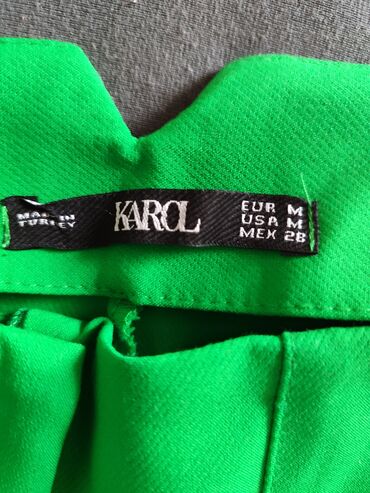 MADE IN
TURKEY
KAROL
EUR M
USA M
MEX 28